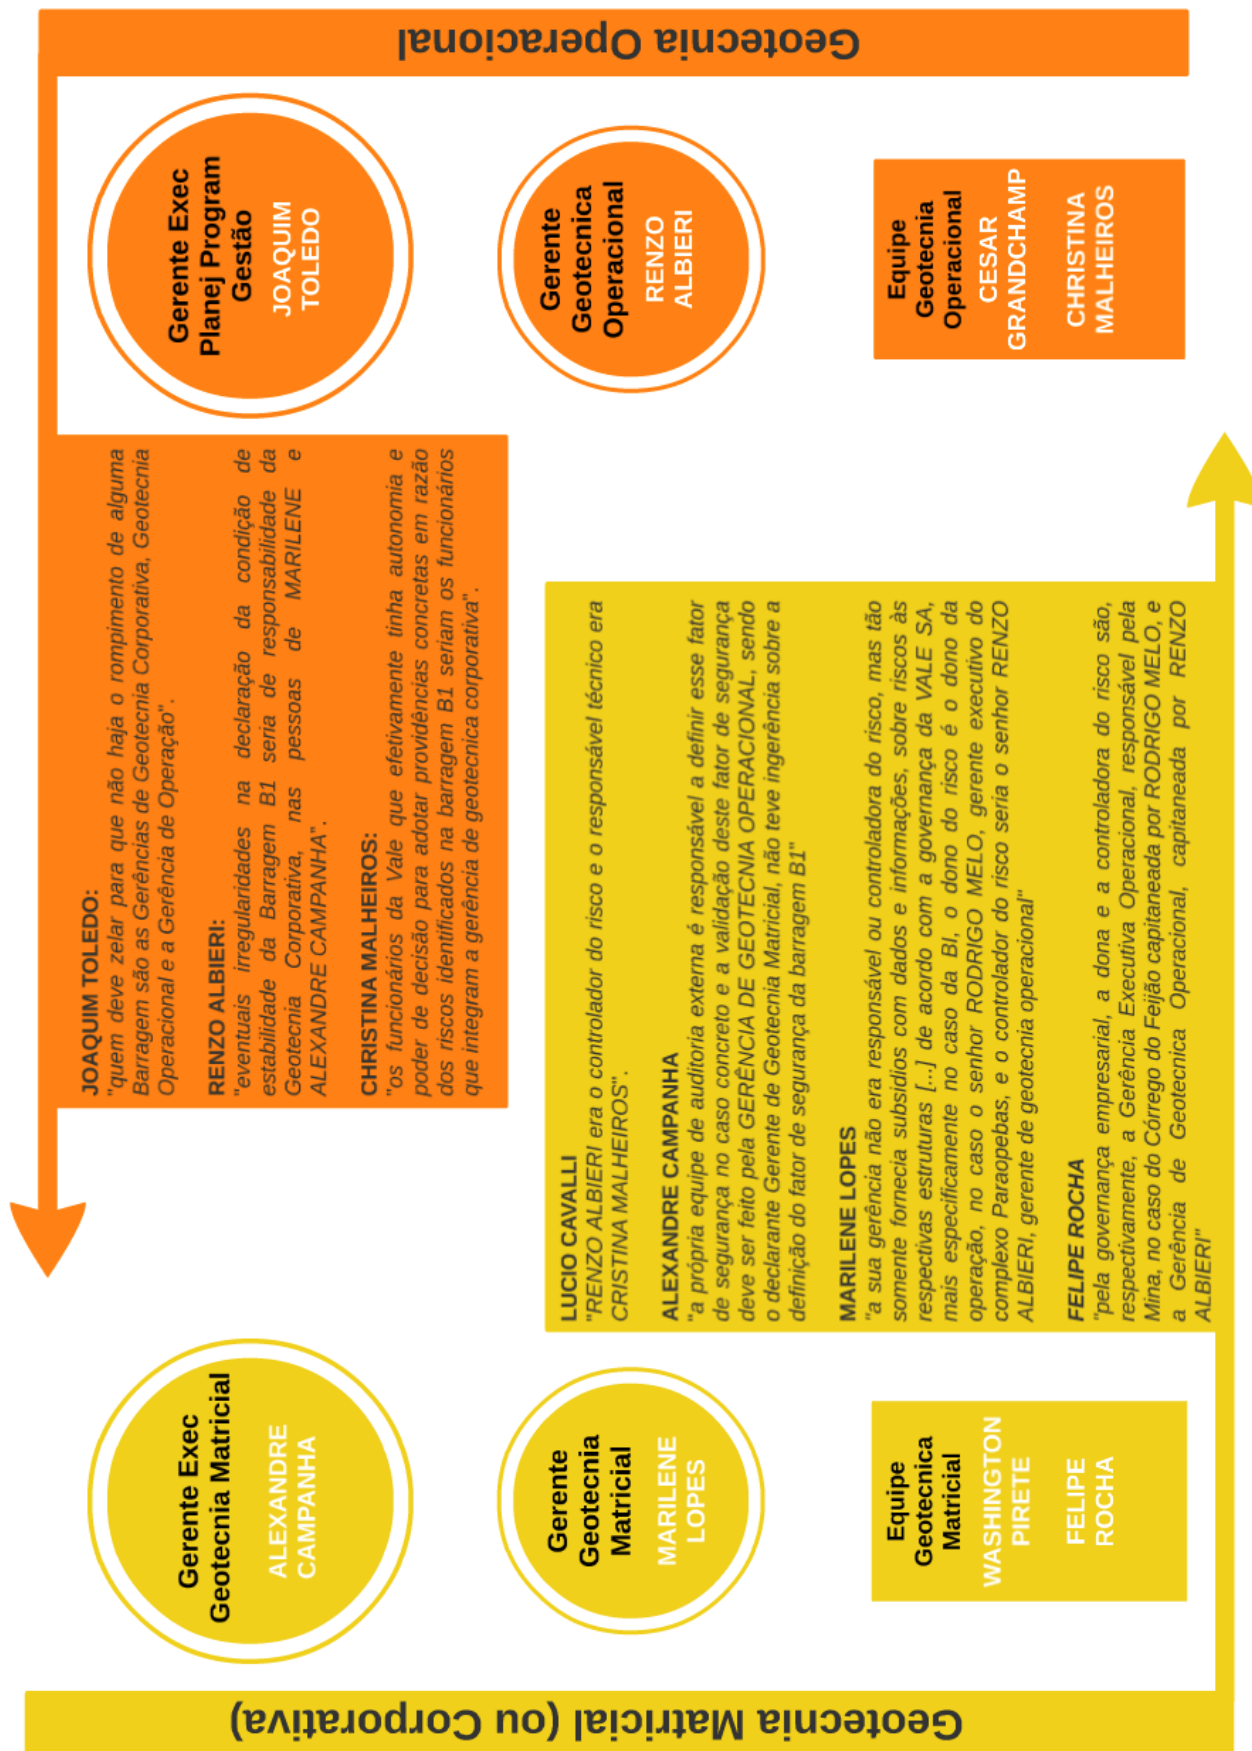 Geotecnia Matricial (ou Corporativa)
Gerente Exec
Geotecnia Matricial
ALEXANDRE
CAMPANHA
Gerente
Geotecnia
Matricial
MARILENE
LOPES
Equipe
Geotecnica
Matricial
WASHINGTON
PIRETE
FELIPE
ROCHA
JOAQUIM TOLEDO:
"quem deve zelar para que não haja o rompimento de alguma
Barragem são as Gerências de Geotecnia Corporativa, Geotecnia
Operacional e a Gerência de Operação".
RENZO ALBIERI:
"eventuais irregularidades na declaração da condição de
estabilidade da Barragem B1 seria de responsabilidade da
Geotecnia Corporativa, nas pessoas de MARILENE e
ALEXANDRE CAMPANHA".
CHRISTINA MALHEIROS:
"os funcionários da Vale que efetivamente tinha autonomia e
poder de decisão para adotar providências concretas em razão
dos riscos identificados na barragem B1 seriam os funcionários
que integram a gerência de geotecnica corporativa".
LUCIO CAVALLI
"RENZO ALBIERI era o controlador do risco e o responsável técnico era
CRISTINA MALHEIROS".
ALEXANDRE CAMPANHA
"a própria equipe de auditoria externa é responsável a definir esse fator
de segurança no caso concreto e a validação deste fator de segurança
deve ser feito pela GERÊNCIA DE GEOTECNIA OPERACIONAL, sendo
o declarante Gerente de Geotecnia Matricial, não teve ingerência sobre a
definição do fator de segurança da barragem B1"
MARILENE LOPES
"a sua gerência não era responsável ou controladora do risco, mas tão
somente fornecia subsídios com dados e informações, sobre riscos às
respectivas estruturas [...] de acordo com a governança da VALE SA,
mais especificamente no caso da BI, o dono do risco é o dono da
operação, no caso o senhor RODRIGO MELO, gerente executivo do
complexo Paraopebas, e o controlador do risco seria o senhor RENZO
ALBIERI, gerente de geotecnia operacional"
FELIPE ROCHA
"pela governança empresarial, a dona e a controladora do risco são,
respectivamente, a Gerência Executiva Operacional, responsável pela
Mina, no caso do Córrego do Feijão capitaneada por RODRIGO MELO, e
a Gerência de Geotecnica Operacional, capitaneada por RENZO
ALBIERI"
Gerente Exec
Planej Program
Gestão
JOAQUIM
TOLEDO
Gerente
Geotecnica
Operacional
RENZO
ALBIERI
Equipe
Geotecnia
Operacional
CESAR
GRANDCHAMP
CHRISTINA
MALHEIROS
Geotecnia Operacional